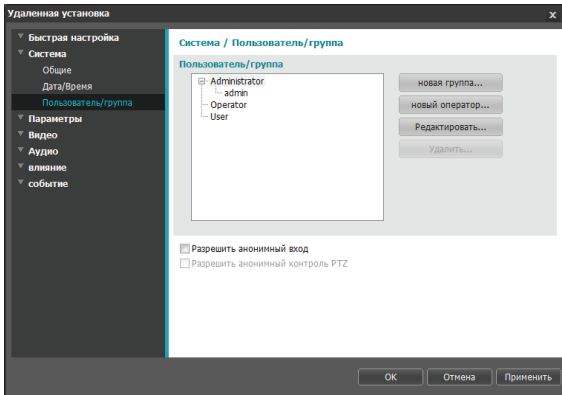 Удаленная установка
x
Быстрая настройка
Система
Общие
Дата/Время
Пользователь/группа
Параметры
Видео
Аудио
влияние
событие
Система / Пользователь/группа
Пользователь/группа
Administrator
admin
Operator
User
новая группа...
новый оператор...
Редактировать...
Удалить...
Разрешить анонимный вход
Разрешить анонимный контроль PTZ
OK
Отмена
Применить